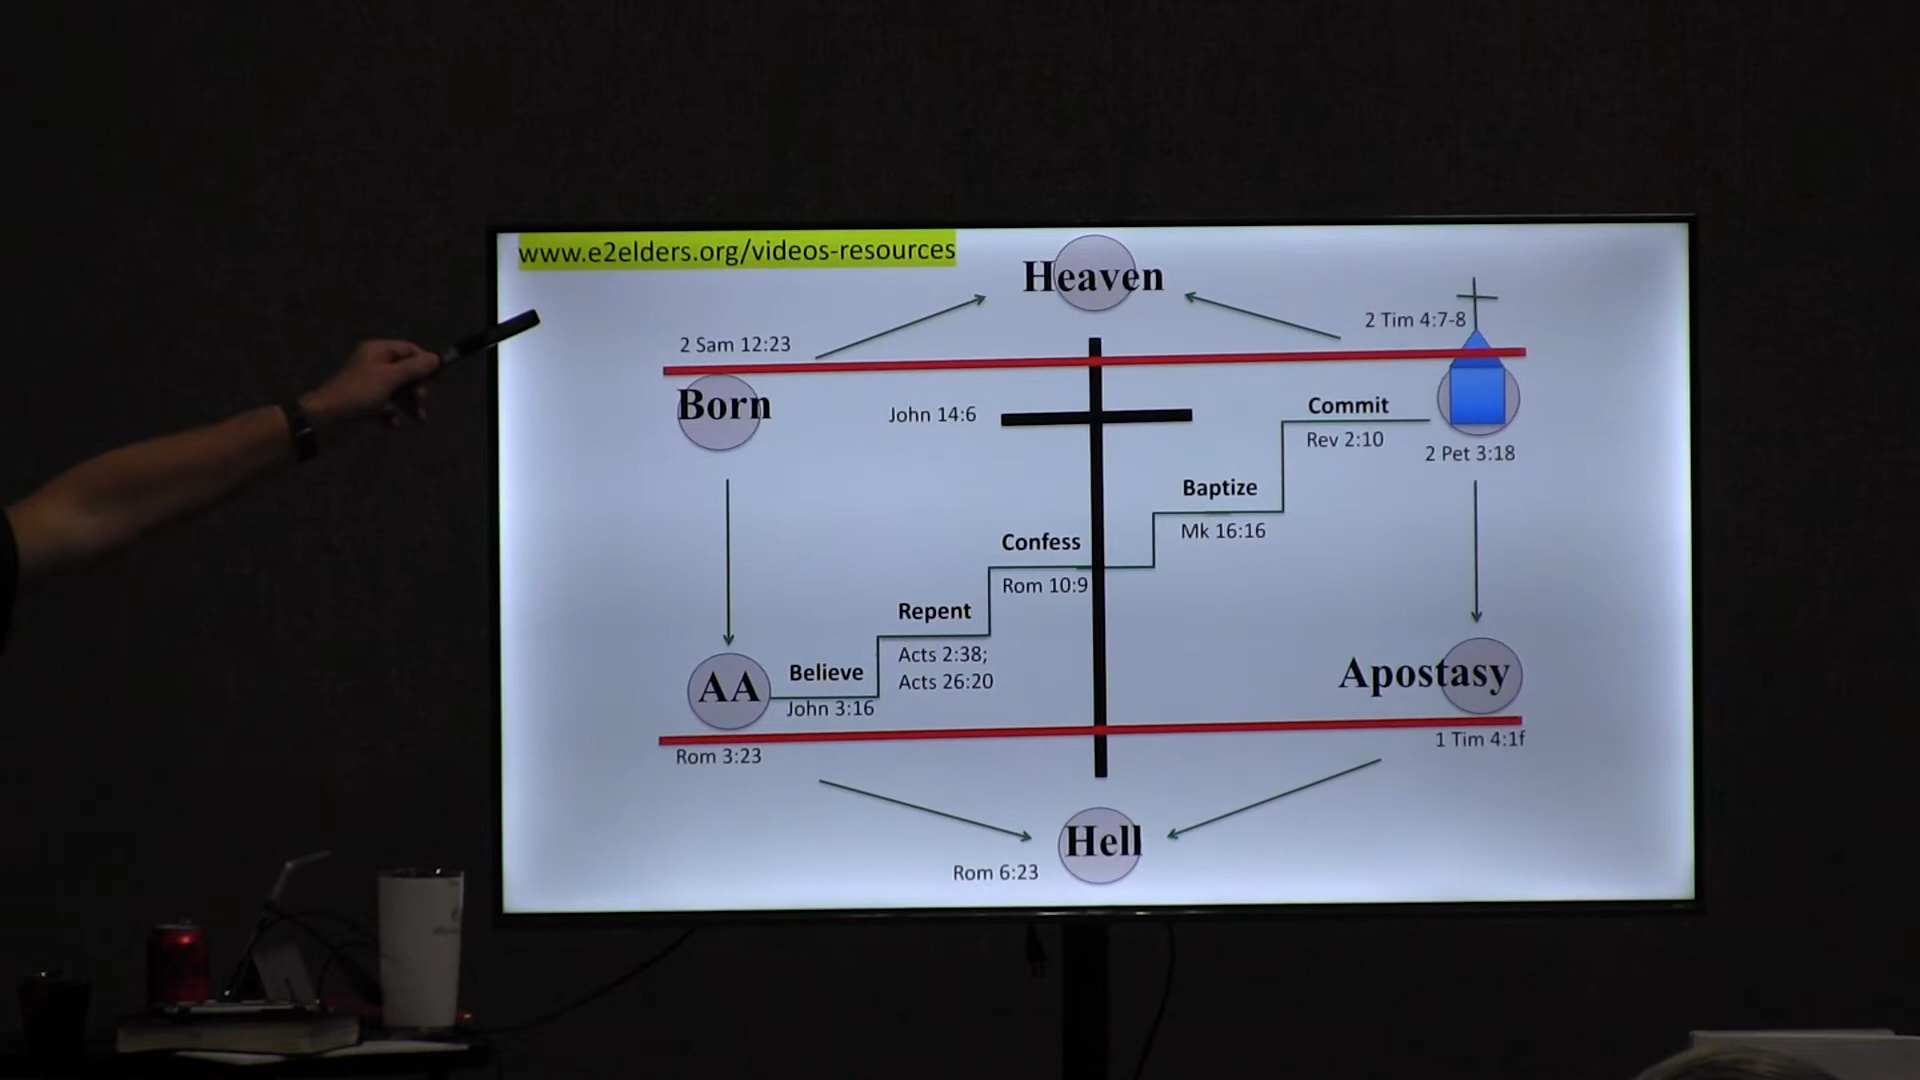 www.e2elders.org/videos-resources
Heaven
2 Tim 4:7-8
2 Sam 12:23
Born
John 14:6
Commit
Rev 2:10
2 Pet 3:18
Baptize
Mk 16:16
Confess
Rom 10:9
Repent
Acts 2:38;
Acts 26:20
Believe
John 3:16
AA
Apostasy
Rom 3:23
1 Tim 4:1f
Hell
Rom 6:23